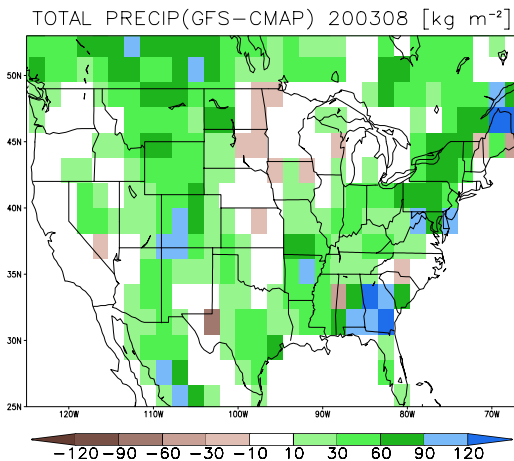 TOTAL PRECIP(GFS−CMAP) 200308 [kg m⁻²]
50N
45N
40N
35N
30N
25N
120W 110W 100W 90W 80W 70W
−120 −90 −60 −30 −10 10 30 60 90 120